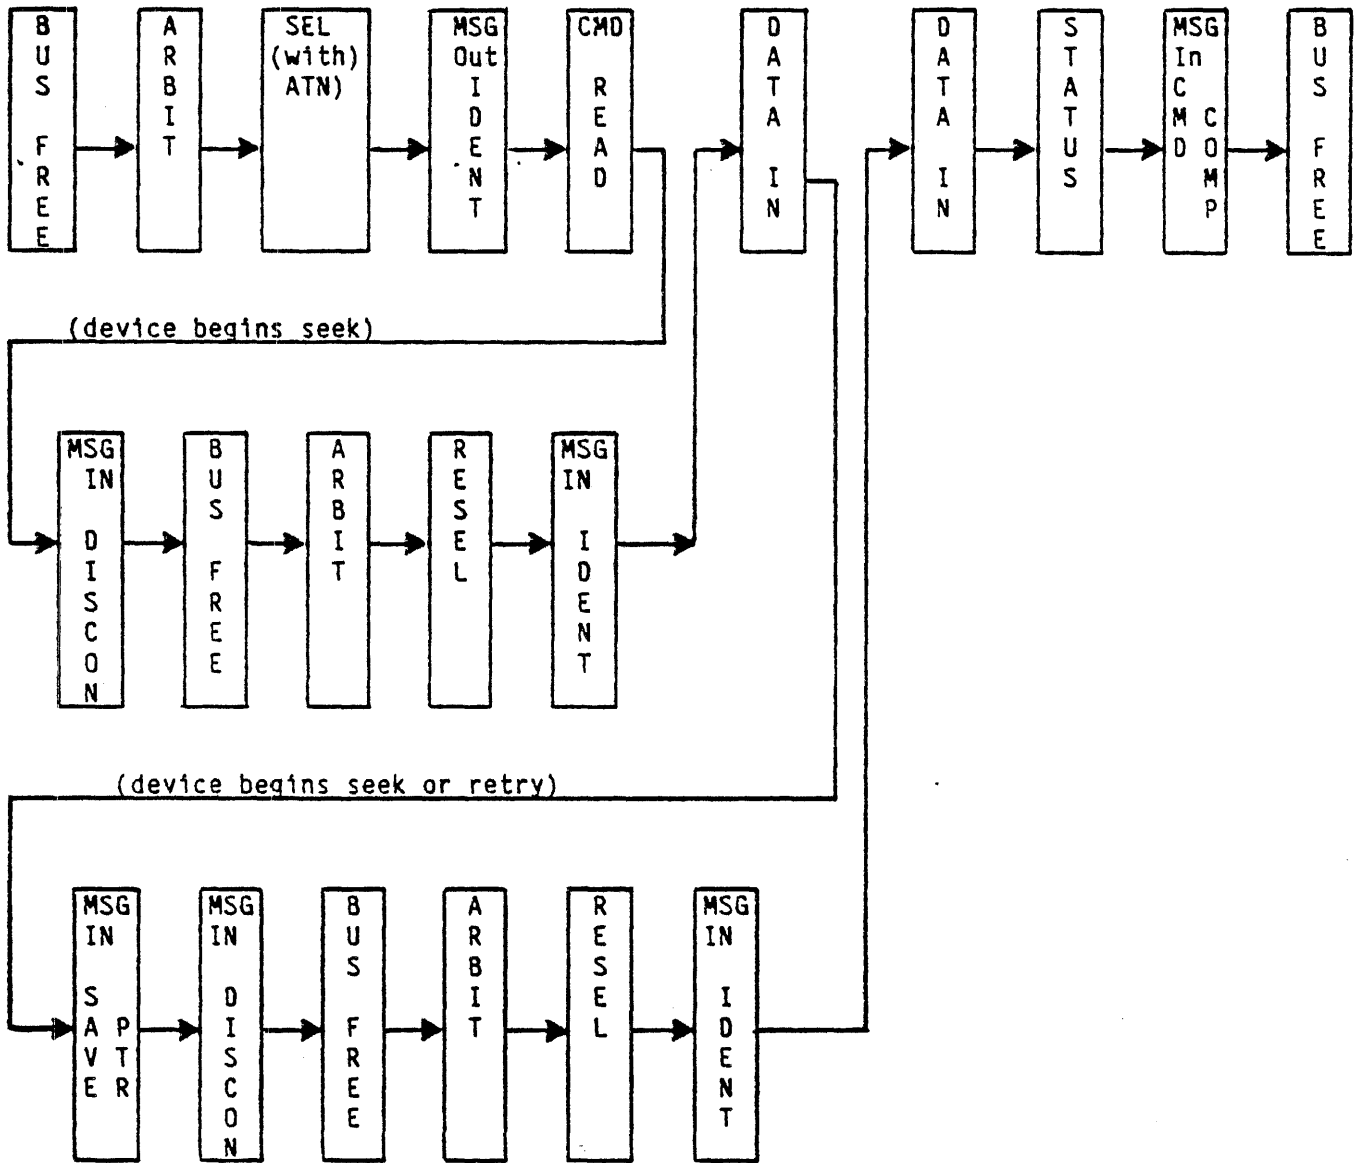 BUS FREE
ARBIT
SEL
(with)
ATN)
MSG
Out
IDENT
CMD
READ
DATA IN
DATA IN
STATUS
MSG
In
CMD COMP
BUS FREE
(device begins seek)
MSG
IN
DISCON
BUS FREE
ARBIT
RESEL
MSG
IN
IDENT
(device begins seek or retry)
MSG
IN
SAVE PTR
MSG
IN
DISCON
BUS FREE
ARBIT
RESEL
MSG
IN
IDENT